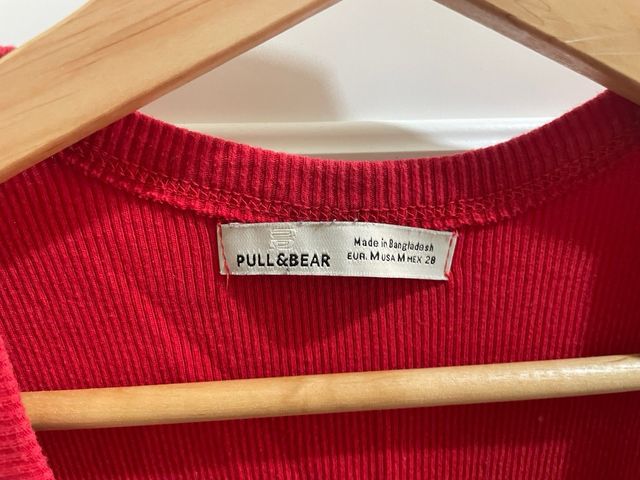 PULL&BEAR
Made in Bangladesh
EUR. M USA M MEX 28